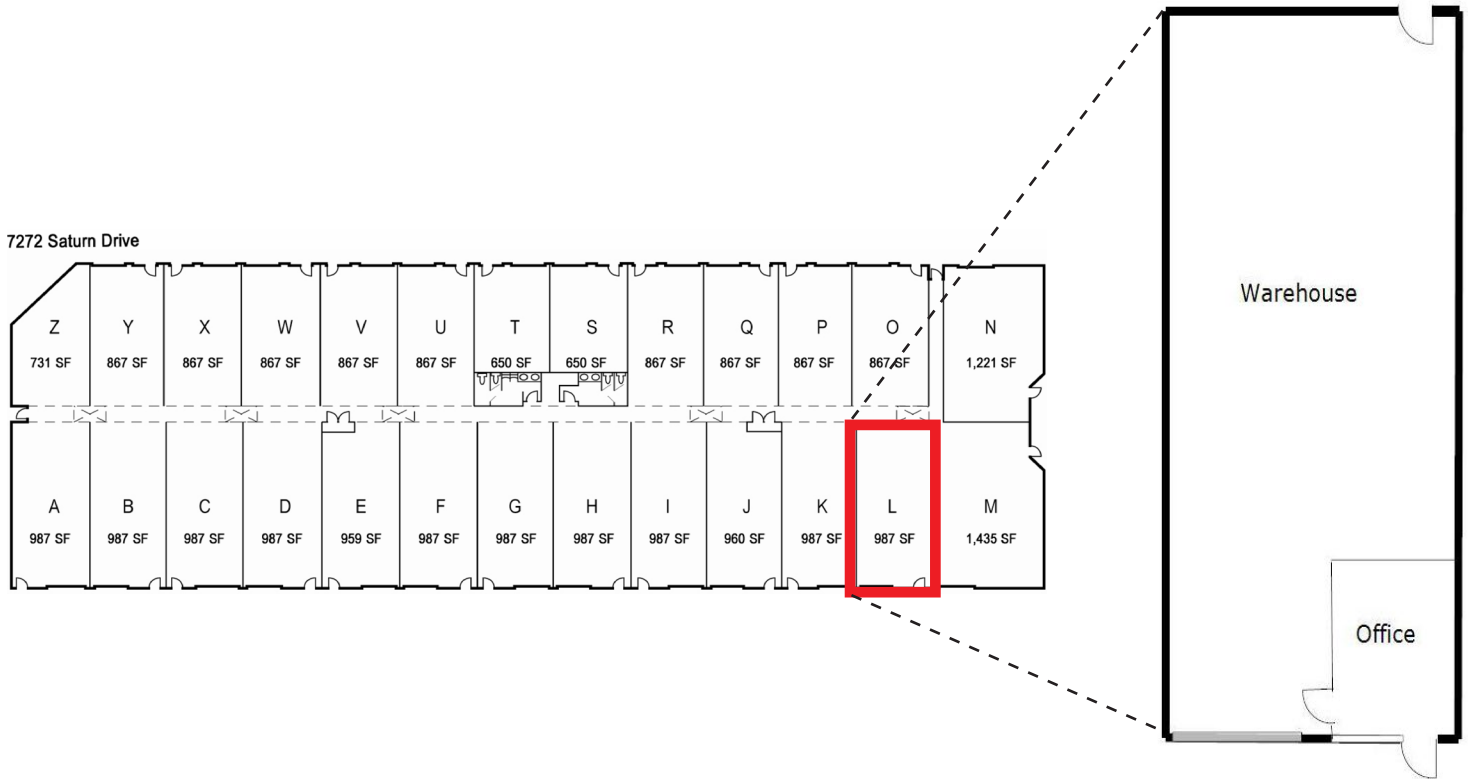 7272 Saturn Drive
Z Y X W V U T S R Q P O N
731 SF 867 SF 867 SF 867 SF 867 SF 867 SF 650 SF 650 SF 867 SF 867 SF 867 SF 867 SF 1,221 SF
A B C D E F G H I J K L M
987 SF 987 SF 987 SF 987 SF 959 SF 987 SF 987 SF 987 SF 987 SF 960 SF 987 SF 987 SF 1,435 SF
Warehouse
Office